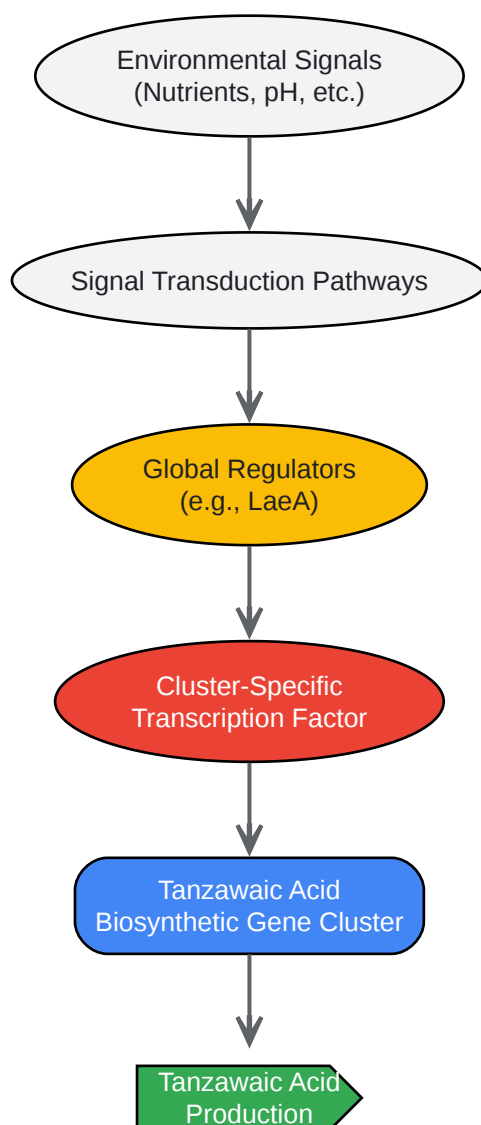 Environmental Signals
(Nutrients, pH, etc.)
Signal Transduction Pathways
Global Regulators
(e.g., LaeA)
Cluster-Specific
Transcription Factor
Tanzawaic Acid
Biosynthetic Gene Cluster
Tanzawaic Acid
Production